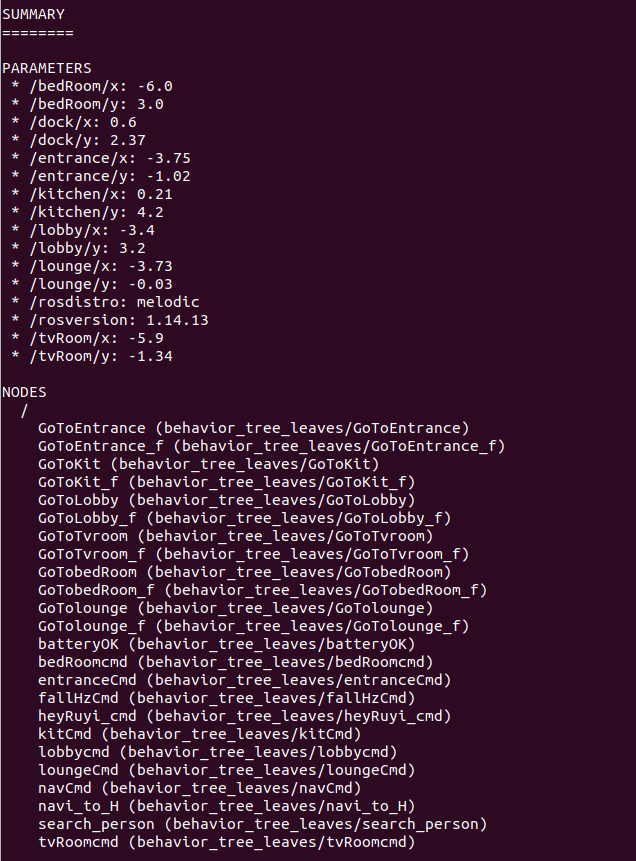 SUMMARY
========
PARAMETERS
* /bedRoom/x: -6.0
* /bedRoom/y: 3.0
* /dock/x: 0.6
* /dock/y: 2.37
* /entrance/x: -3.75
* /entrance/y: -1.02
* /kitchen/x: 0.21
* /kitchen/y: 4.2
* /lobby/x: -3.4
* /lobby/y: 3.2
* /lounge/x: -3.73
* /lounge/y: -0.03
* /rosdistro: melodic
* /rosversion: 1.14.13
* /tvRoom/x: -5.9
* /tvRoom/y: -1.34
NODES
/
GoToEntrance (behavior_tree_leaves/GoToEntrance)
GoToEntrance_f (behavior_tree_leaves/GoToEntrance_f)
GoToKit (behavior_tree_leaves/GoToKit)
GoToKit_f (behavior_tree_leaves/GoToKit_f)
GoToLobby (behavior_tree_leaves/GoToLobby)
GoToLobby_f (behavior_tree_leaves/GoToLobby_f)
GoToTvroom (behavior_tree_leaves/GoToTvroom)
GoToTvroom_f (behavior_tree_leaves/GoToTvroom_f)
GoTobedRoom (behavior_tree_leaves/GoTobedRoom)
GoTobedRoom_f (behavior_tree_leaves/GoTobedRoom_f)
GoTolounge (behavior_tree_leaves/GoTolounge)
GoTolounge_f (behavior_tree_leaves/GoTolounge_f)
batteryOK (behavior_tree_leaves/batteryOK)
bedRoomcmd (behavior_tree_leaves/bedRoomcmd)
entranceCmd (behavior_tree_leaves/entranceCmd)
fallHzCmd (behavior_tree_leaves/fallHzCmd)
heyRuyi_cmd (behavior_tree_leaves/heyRuyi_cmd)
kitCmd (behavior_tree_leaves/kitCmd)
lobbycmd (behavior_tree_leaves/lobbycmd)
loungeCmd (behavior_tree_leaves/loungeCmd)
navCmd (behavior_tree_leaves/navCmd)
navi_to_H (behavior_tree_leaves/navi_to_H)
search_person (behavior_tree_leaves/search_person)
tvRoomcmd (behavior_tree_leaves/tvRoomcmd)